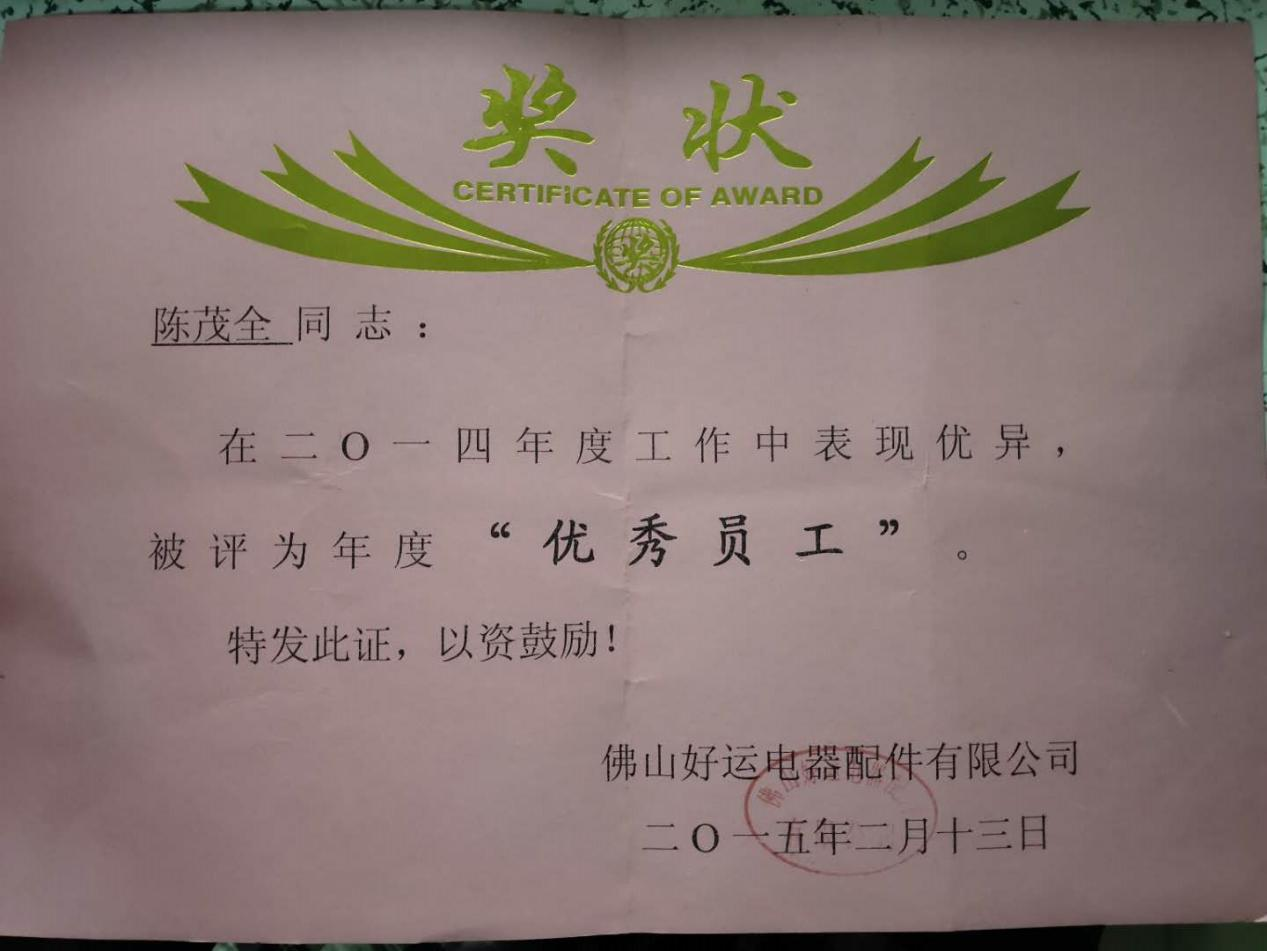 奖状
CERTIFICATE OF AWARD
奖
陈茂全 同志：
在二O一四年度工作中表现优异，
被评为年度“优秀员工”。
特发此证，以资鼓励！
佛山好运电器配件有限公司
二O一五年二月十三日